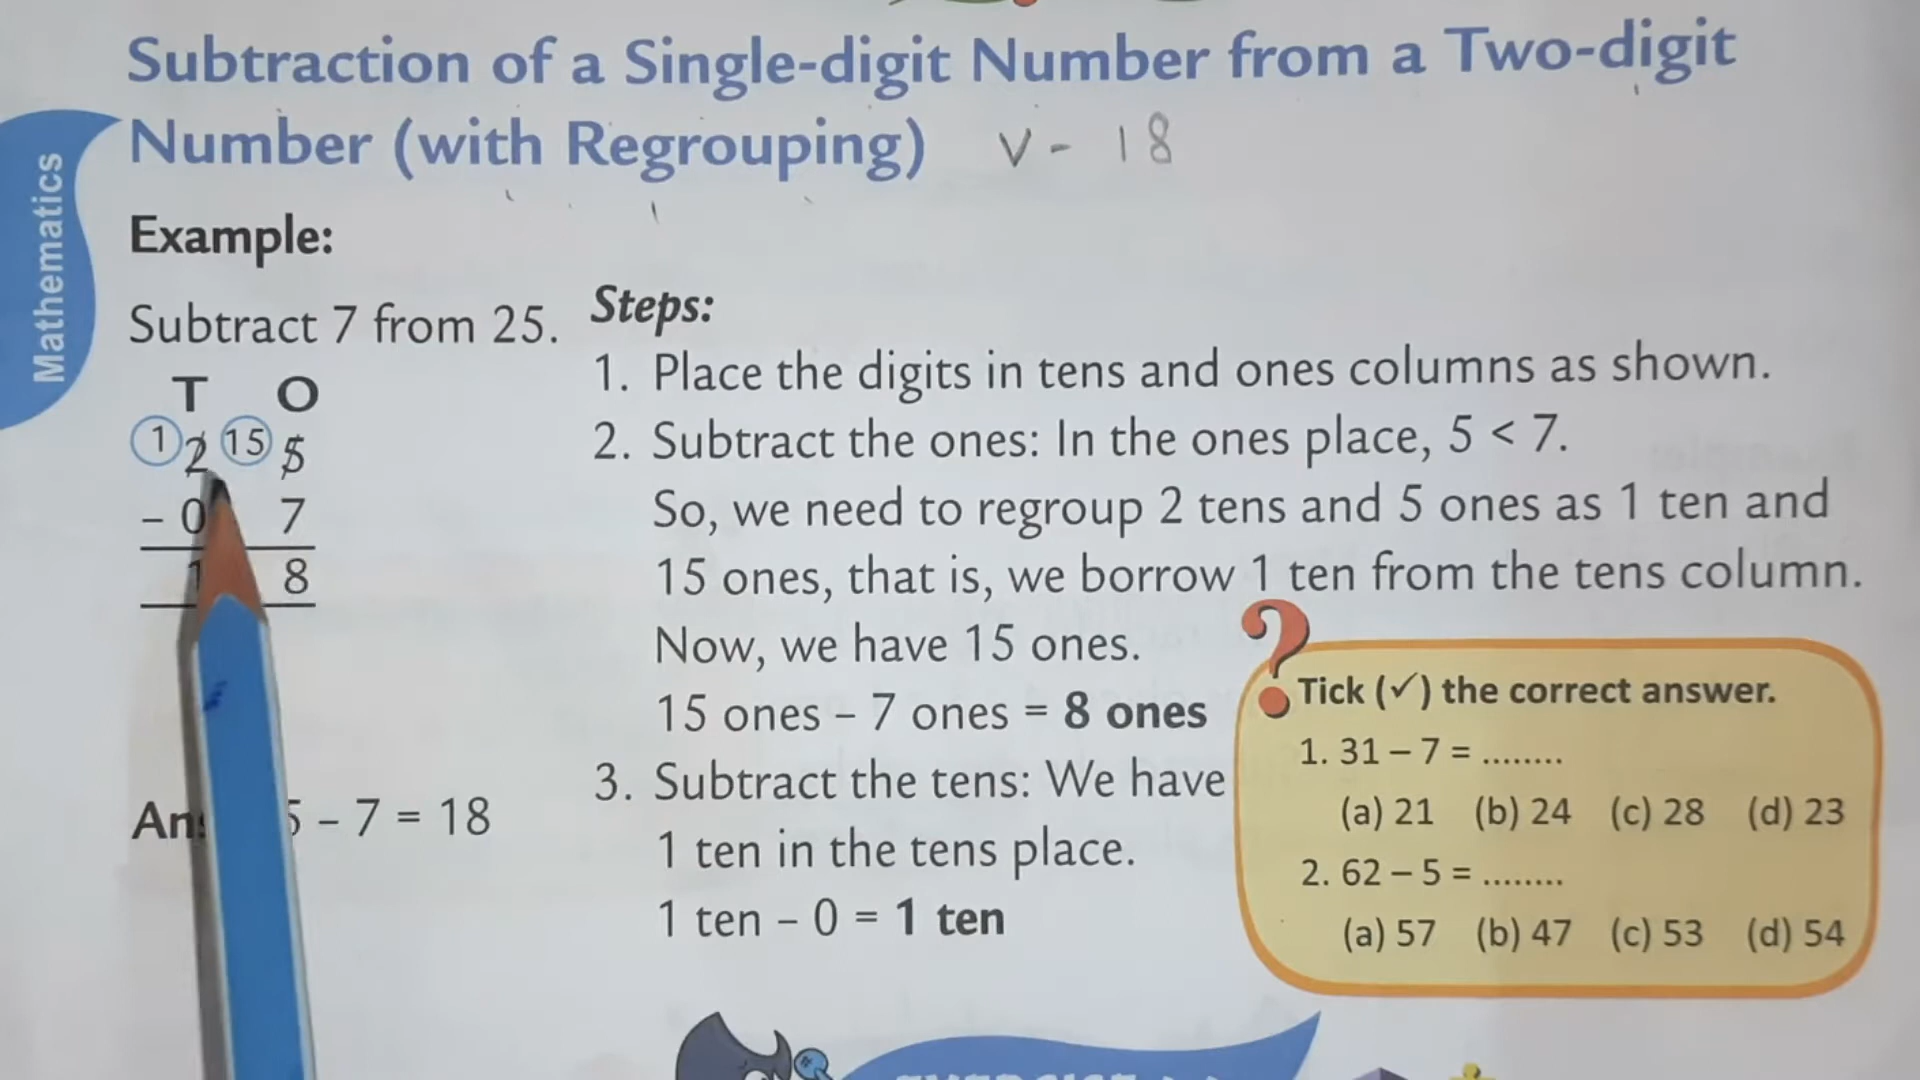 Subtraction of a Single-digit Number from a Two-digit
Number (with Regrouping) V - 18
Mathematics
Example:
Subtract 7 from 25.
T O
1 2 15 5
- 0 7
1 8
5 - 7 = 18
Steps:
1. Place the digits in tens and ones columns as shown.
2. Subtract the ones: In the ones place, 5 < 7.
So, we need to regroup 2 tens and 5 ones as 1 ten and
15 ones, that is, we borrow 1 ten from the tens column.
Now, we have 15 ones.
15 ones – 7 ones = 8 ones
3. Subtract the tens: We have
1 ten in the tens place.
1 ten – 0 = 1 ten
?
Tick (✓) the correct answer.
1. 31 – 7 = ........
(a) 21 (b) 24 (c) 28 (d) 23
2. 62 – 5 = ........
(a) 57 (b) 47 (c) 53 (d) 54